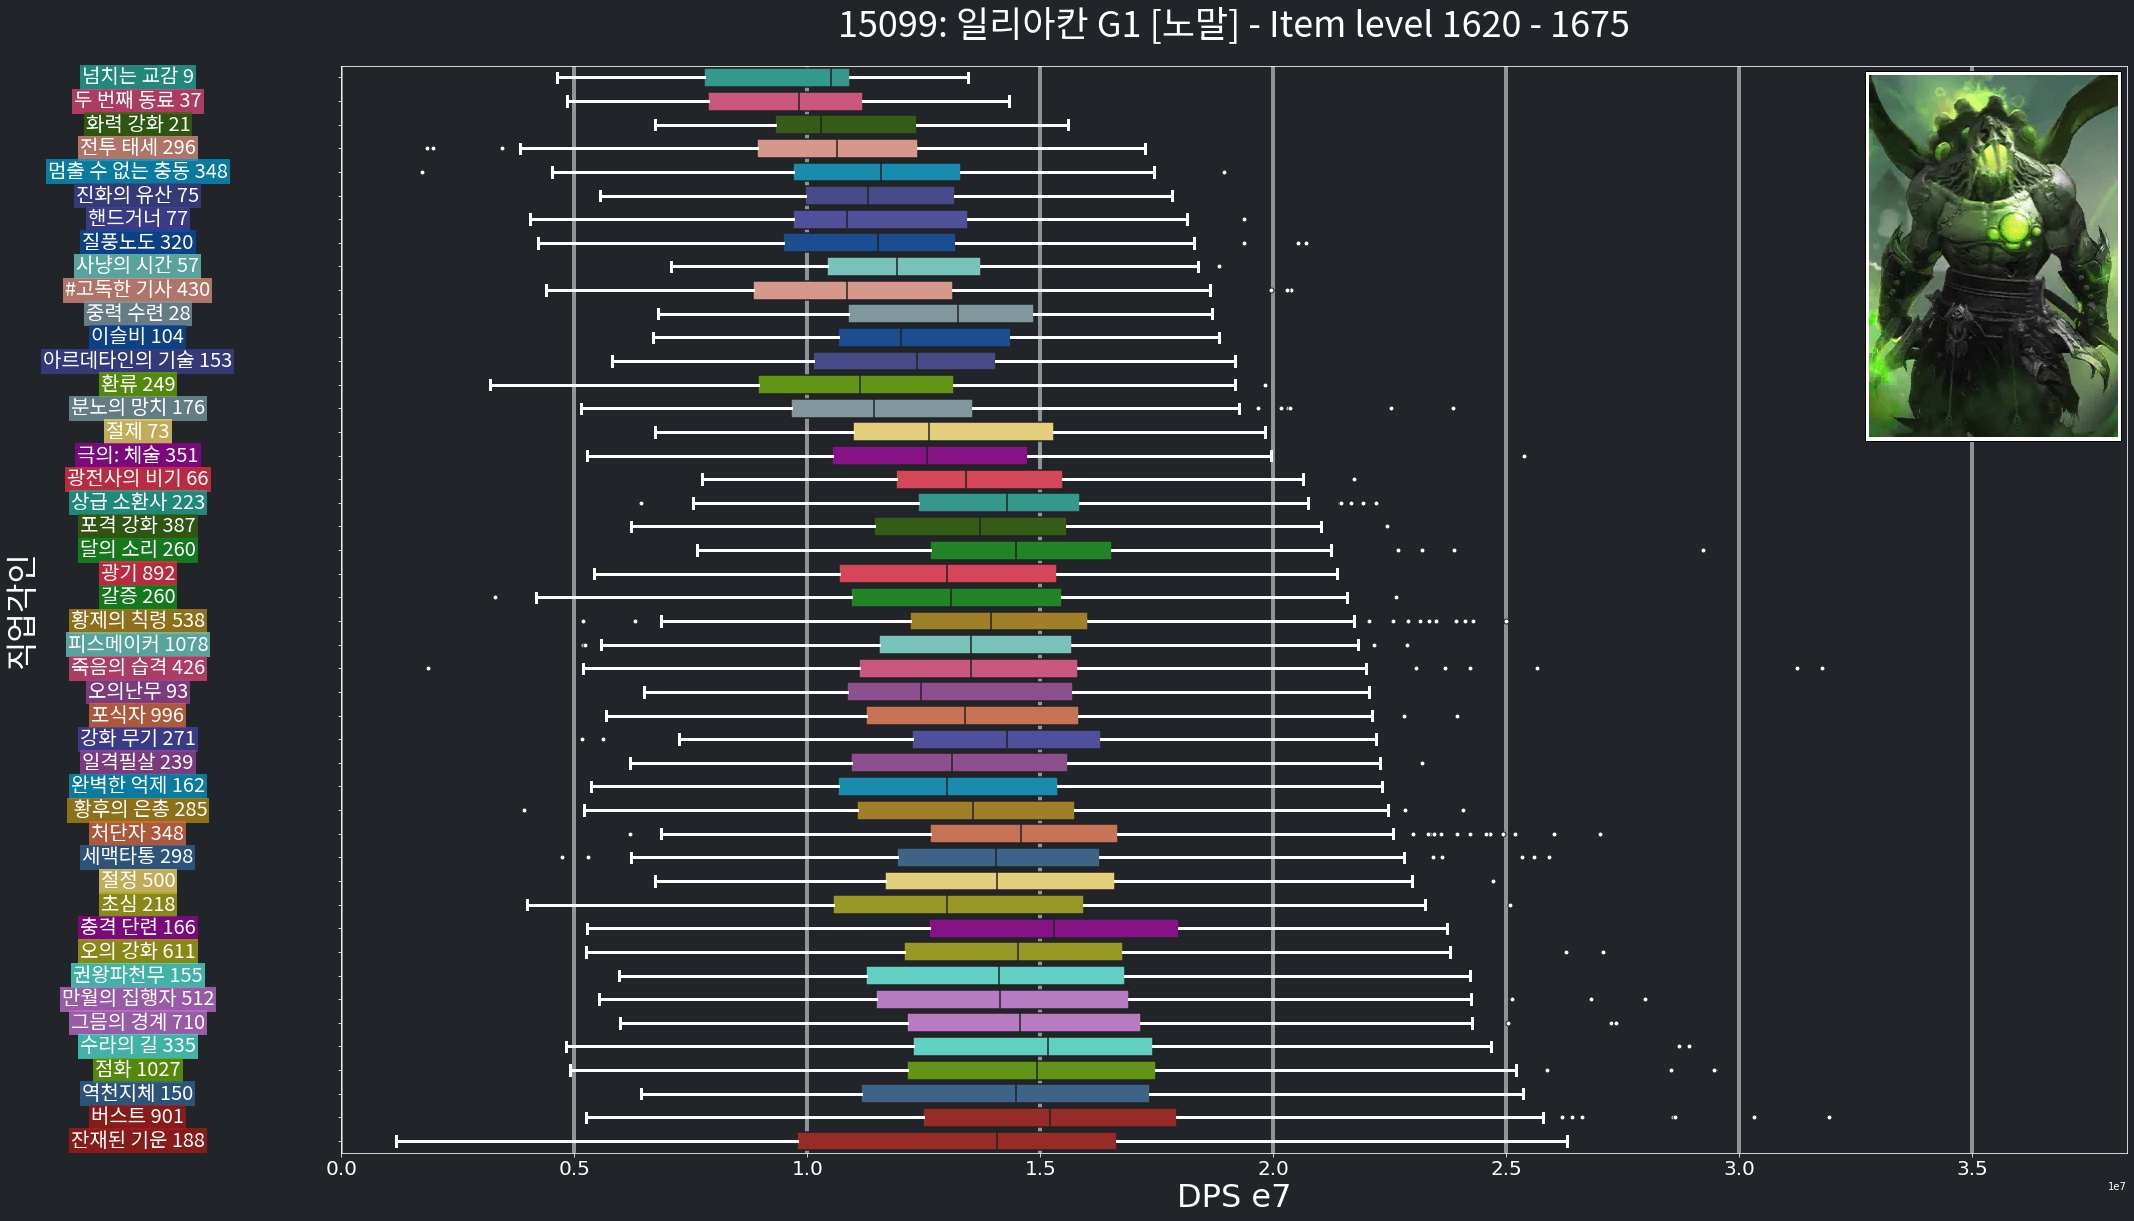 15099: 일리아칸 G1 [노말] - Item level 1620 - 1675
넘치는 교감 9
두 번째 동료 37
화력 강화 21
전투 태세 296
멈출 수 없는 충동 348
진화의 유산 75
핸드거너 77
질풍노도 320
사냥의 시간 57
#고독한 기사 430
중력 수련 28
이슬비 104
아르데타인의 기술 153
환류 249
분노의 망치 176
절제 73
극의: 체술 351
광전사의 비기 66
상급 소환사 223
포격 강화 387
달의 소리 260
광기 892
갈증 260
황제의 칙령 538
피스메이커 1078
죽음의 습격 426
오의난무 93
포식자 996
강화 무기 271
일격필살 239
완벽한 억제 162
황후의 은총 285
처단자 348
세맥타통 298
절정 500
초심 218
충격 단련 166
오의 강화 611
권왕파천무 155
만월의 집행자 512
그믐의 경계 710
수라의 길 335
점화 1027
역천지체 150
버스트 901
잔재된 기운 188
직업각인
0.0 0.5 1.0 1.5 2.0 2.5 3.0 3.5
DPS e7
1e7